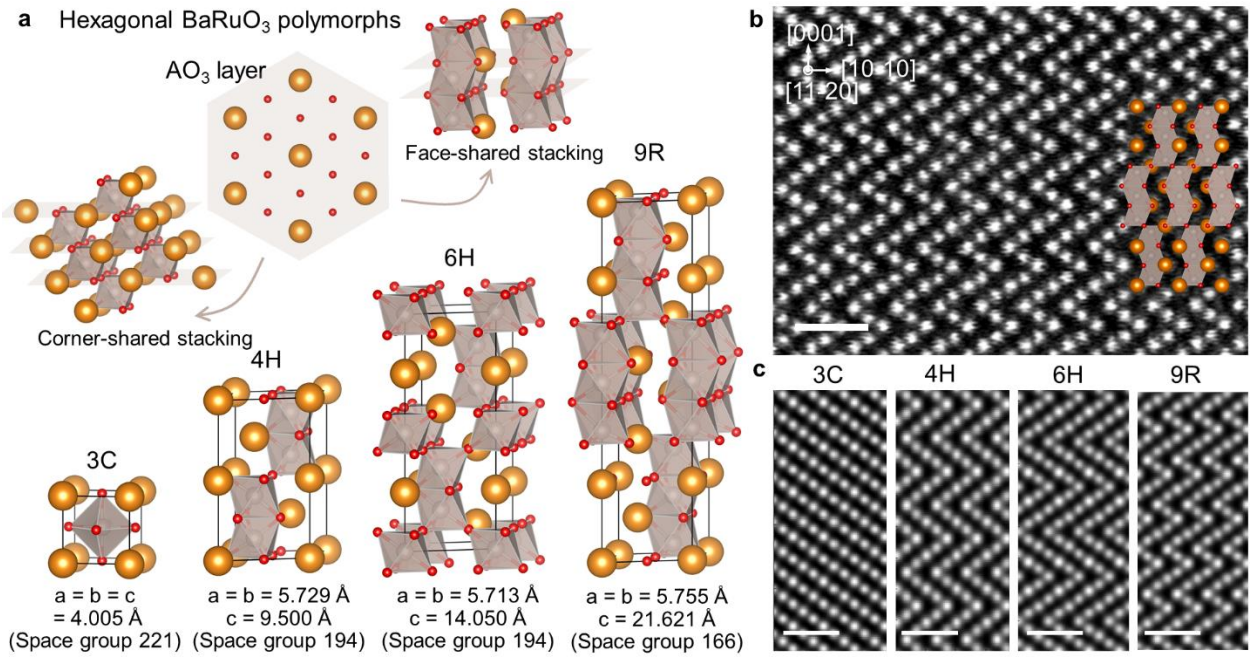 a
Hexagonal BaRuO₃ polymorphs
AO₃ layer
Face-shared stacking
Corner-shared stacking
3C
a = b = c
= 4.005 Å
(Space group 221)
4H
a = b = 5.729 Å
c = 9.500 Å
(Space group 194)
6H
a = b = 5.713 Å
c = 14.050 Å
(Space group 194)
9R
a = b = 5.755 Å
c = 21.621 Å
(Space group 166)
b
[0001]
[10-10]
[11-20]
c
3C
4H
6H
9R